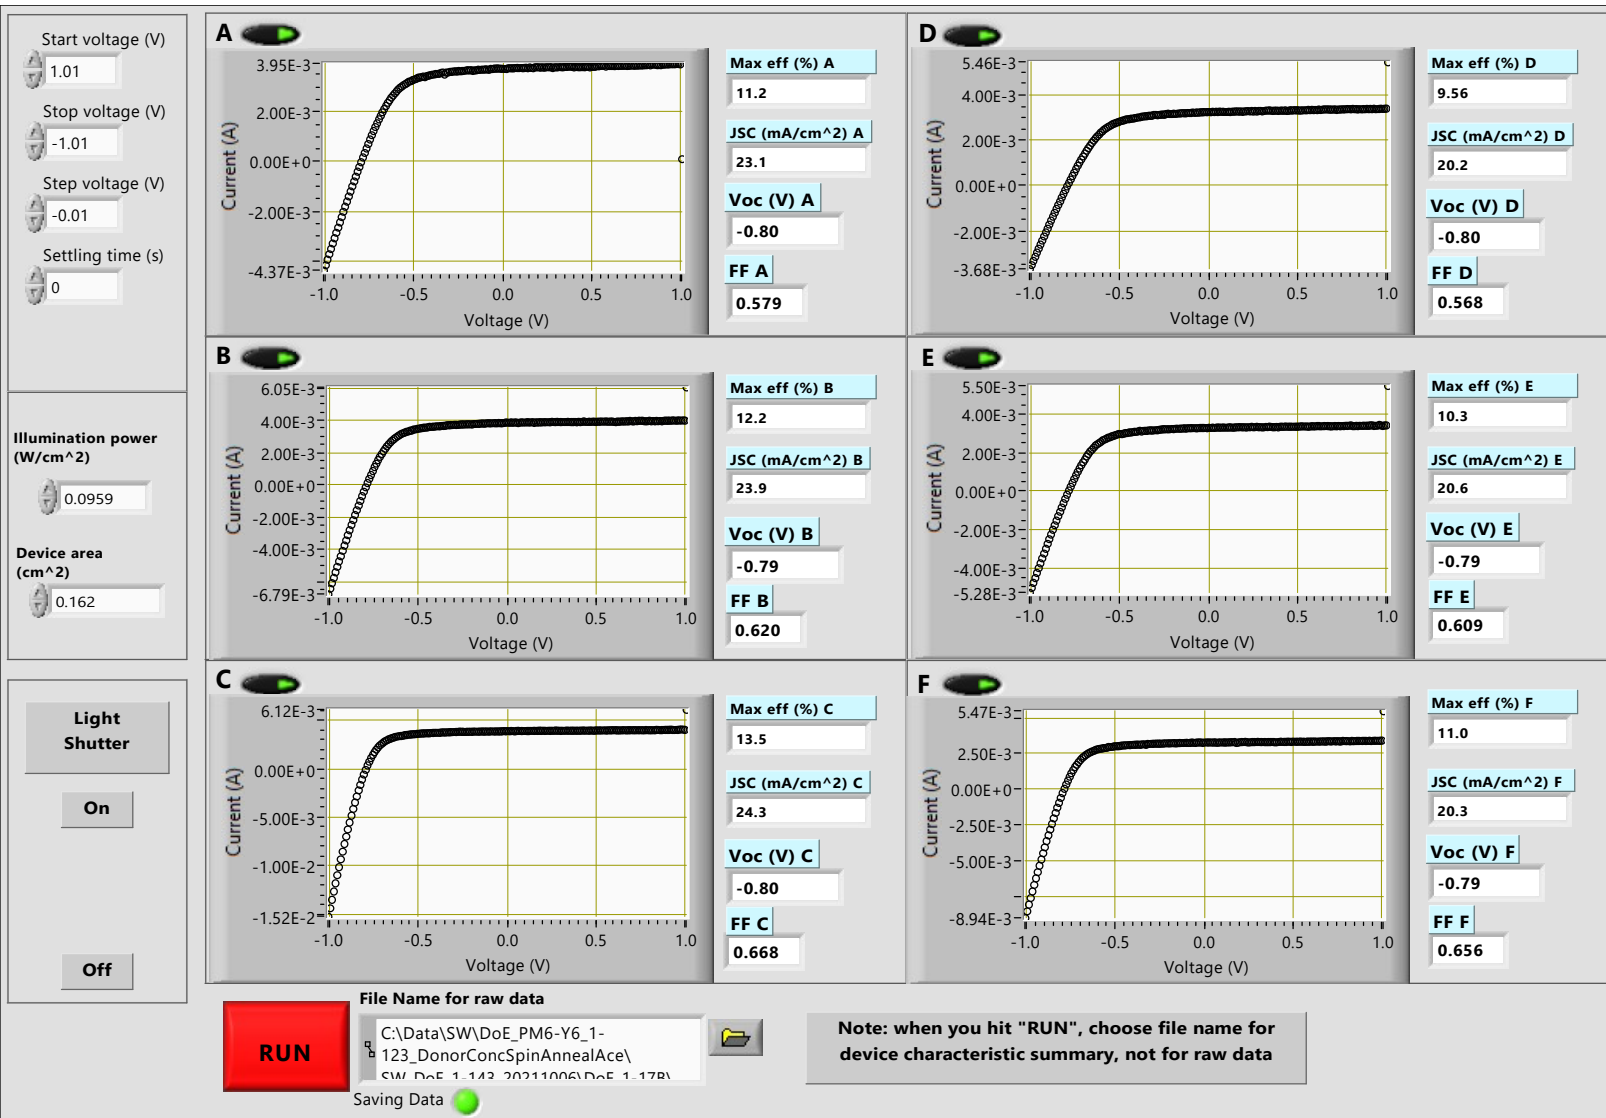 Start voltage (V)
1.01
Stop voltage (V)
-1.01
Step voltage (V)
-0.01
Settling time (s)
0
Illumination power
(W/cm^2)
0.0959
Device area
(cm^2)
0.162
Light
Shutter
On
Off
A
Current (A)
3.95E-3
2.00E-3
0.00E+0
-2.00E-3
-4.37E-3
-1.0
-0.5
0.0
0.5
1.0
Voltage (V)
Max eff (%) A
11.2
JSC (mA/cm^2) A
23.1
Voc (V) A
-0.80
FF A
0.579
B
Current (A)
6.05E-3
4.00E-3
2.00E-3
0.00E+0
-2.00E-3
-4.00E-3
-6.79E-3
-1.0
-0.5
0.0
0.5
1.0
Voltage (V)
Max eff (%) B
12.2
JSC (mA/cm^2) B
23.9
Voc (V) B
-0.79
FF B
0.620
C
Current (A)
6.12E-3
0.00E+0
-5.00E-3
-1.00E-2
-1.52E-2
-1.0
-0.5
0.0
0.5
1.0
Voltage (V)
Max eff (%) C
13.5
JSC (mA/cm^2) C
24.3
Voc (V) C
-0.80
FF C
0.668
D
Current (A)
5.46E-3
4.00E-3
2.00E-3
0.00E+0
-2.00E-3
-3.68E-3
-1.0
-0.5
0.0
0.5
1.0
Voltage (V)
Max eff (%) D
9.56
JSC (mA/cm^2) D
20.2
Voc (V) D
-0.80
FF D
0.568
E
Current (A)
5.50E-3
4.00E-3
2.00E-3
0.00E+0
-2.00E-3
-4.00E-3
-5.28E-3
-1.0
-0.5
0.0
0.5
1.0
Voltage (V)
Max eff (%) E
10.3
JSC (mA/cm^2) E
20.6
Voc (V) E
-0.79
FF E
0.609
F
Current (A)
5.47E-3
2.50E-3
0.00E+0
-2.50E-3
-5.00E-3
-8.94E-3
-1.0
-0.5
0.0
0.5
1.0
Voltage (V)
Max eff (%) F
11.0
JSC (mA/cm^2) F
20.3
Voc (V) F
-0.79
FF F
0.656
RUN
File Name for raw data
C:\Data\SW\DoE_PM6-Y6_1-
123_DonorConcSpinAnnealAce\
SW_DoE_1-143_20211006\DoE_1-17B\
Saving Data
Note: when you hit "RUN", choose file name for
device characteristic summary, not for raw data